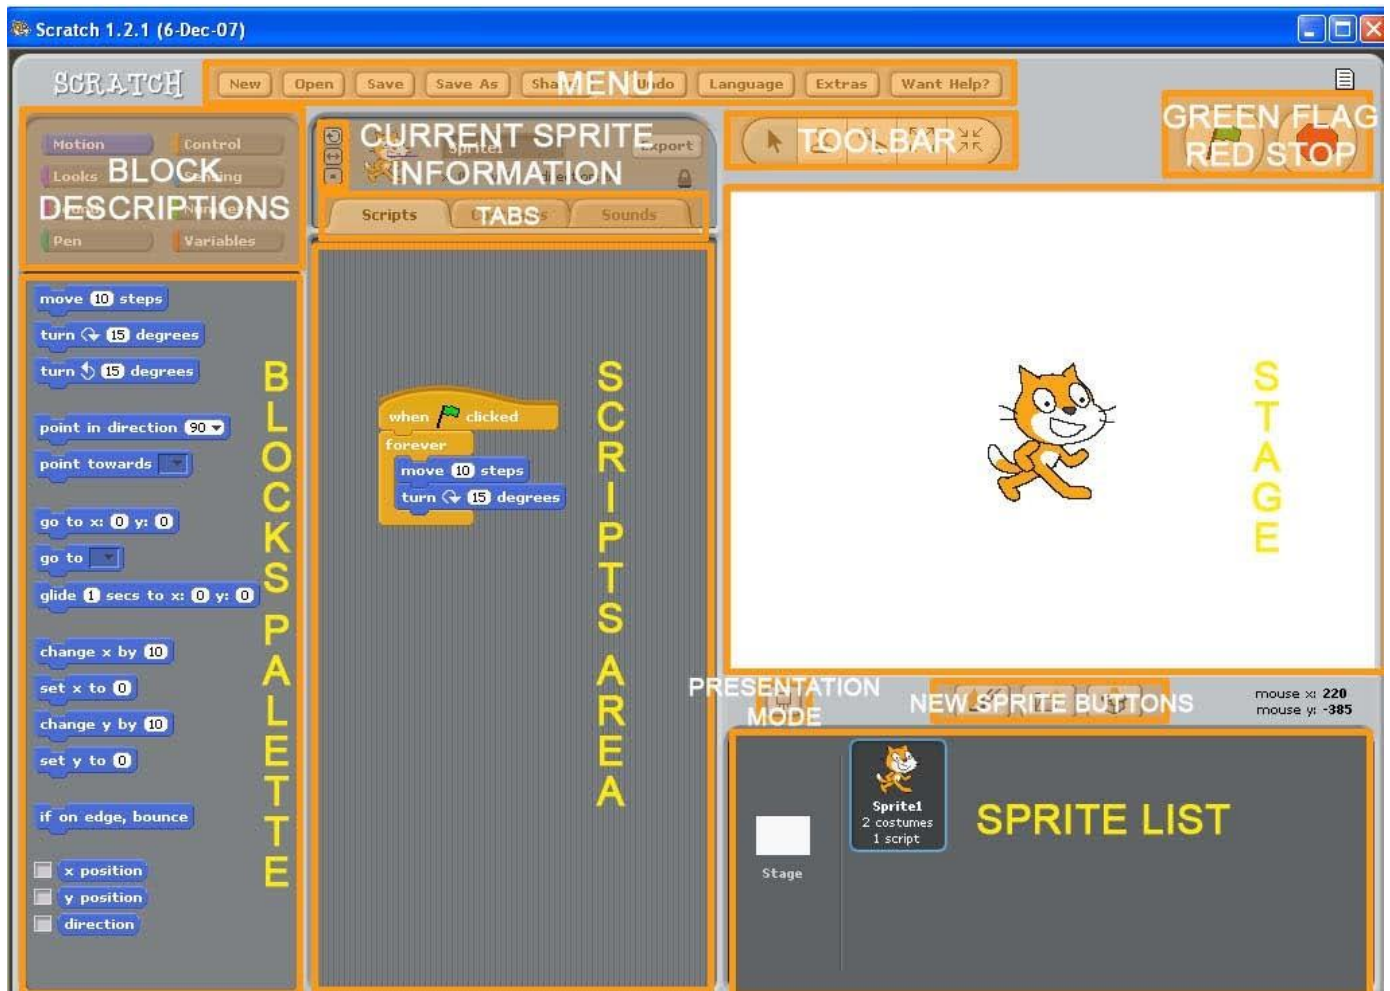 Scratch 1.2.1 (6-Dec-07)
SCRATCH
New Open Save Save As Share Undo Language Extras Want Help?
MENU
Motion Control
Looks Sensing
Pen Variables
BLOCK
DESCRIPTIONS
CURRENT SPRITE
INFORMATION
Sprite1
Export
Scripts Sounds
TABS
TOOLBAR
GREEN FLAG
RED STOP
move 10 steps
turn 15 degrees
turn 15 degrees
point in direction 90
point towards
go to x: 0 y: 0
go to
glide 1 secs to x: 0 y: 0
change x by 10
set x to 0
change y by 10
set y to 0
if on edge, bounce
x position
y position
direction
BLOCKS PALETTE
when clicked
forever
move 10 steps
turn 15 degrees
SCRIPTS AREA
STAGE
PRESENTATION
MODE
NEW SPRITE BUTTONS
mouse x: 220
mouse y: -385
Stage
Sprite1
2 costumes
1 script
SPRITE LIST